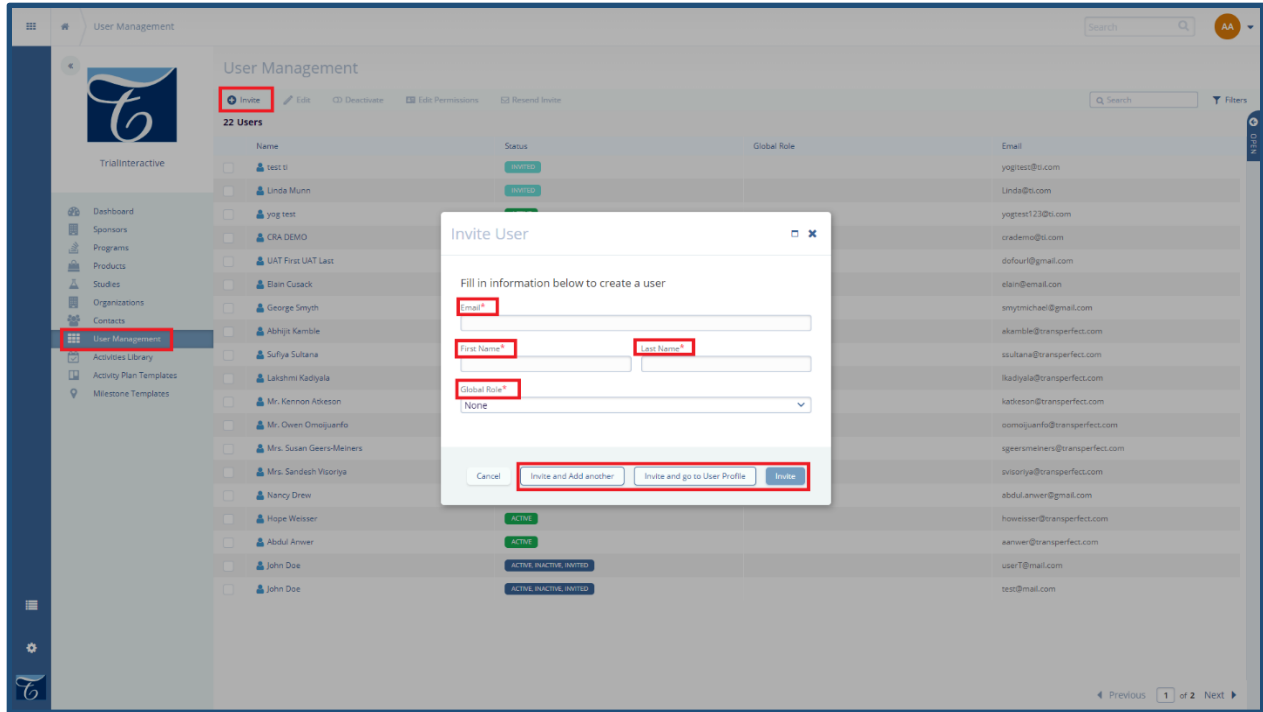 User Management
Search
AA
User Management
Invite Edit Deactivate Edit Permissions Resend Invite
Search
Filters
22 Users
OPEN
TrialInteractive
Dashboard
Sponsors
Programs
Products
Studies
Organizations
Contacts
User Management
Activities Library
Activity Plan Templates
Milestone Templates
Name Status Global Role Email
test ti INVITED yogitest@ti.com
Linda Munn INVITED Linda@ti.com
yog test yogtest123@ti.com
CRA DEMO crademo@ti.com
UAT First UAT Last dofourl@gmail.com
Elain Cusack elain@email.con
George Smyth smytmichael@gmail.com
Abhijit Kamble akamble@transperfect.com
Sufiya Sultana ssultana@transperfect.com
Lakshmi Kadiyala lkadiyala@transperfect.com
Mr. Kennon Atkeson katkeson@transperfect.com
Mr. Owen Omoijuanfo oomoijuanfo@transperfect.com
Mrs. Susan Geers-Meiners sgeersmeiners@transperfect.com
Mrs. Sandesh Visoriya svisoriya@transperfect.com
Nancy Drew abdul.anwer@gmail.com
Hope Weisser ACTIVE howeisser@transperfect.com
Abdul Anwer ACTIVE aanwer@transperfect.com
John Doe ACTIVE, INACTIVE, INVITED userT@mail.com
John Doe ACTIVE, INACTIVE, INVITED test@mail.com
Invite User
Fill in information below to create a user
Email*
First Name* Last Name*
Global Role*
None
Cancel Invite and Add another Invite and go to User Profile Invite
Previous 1 of 2 Next